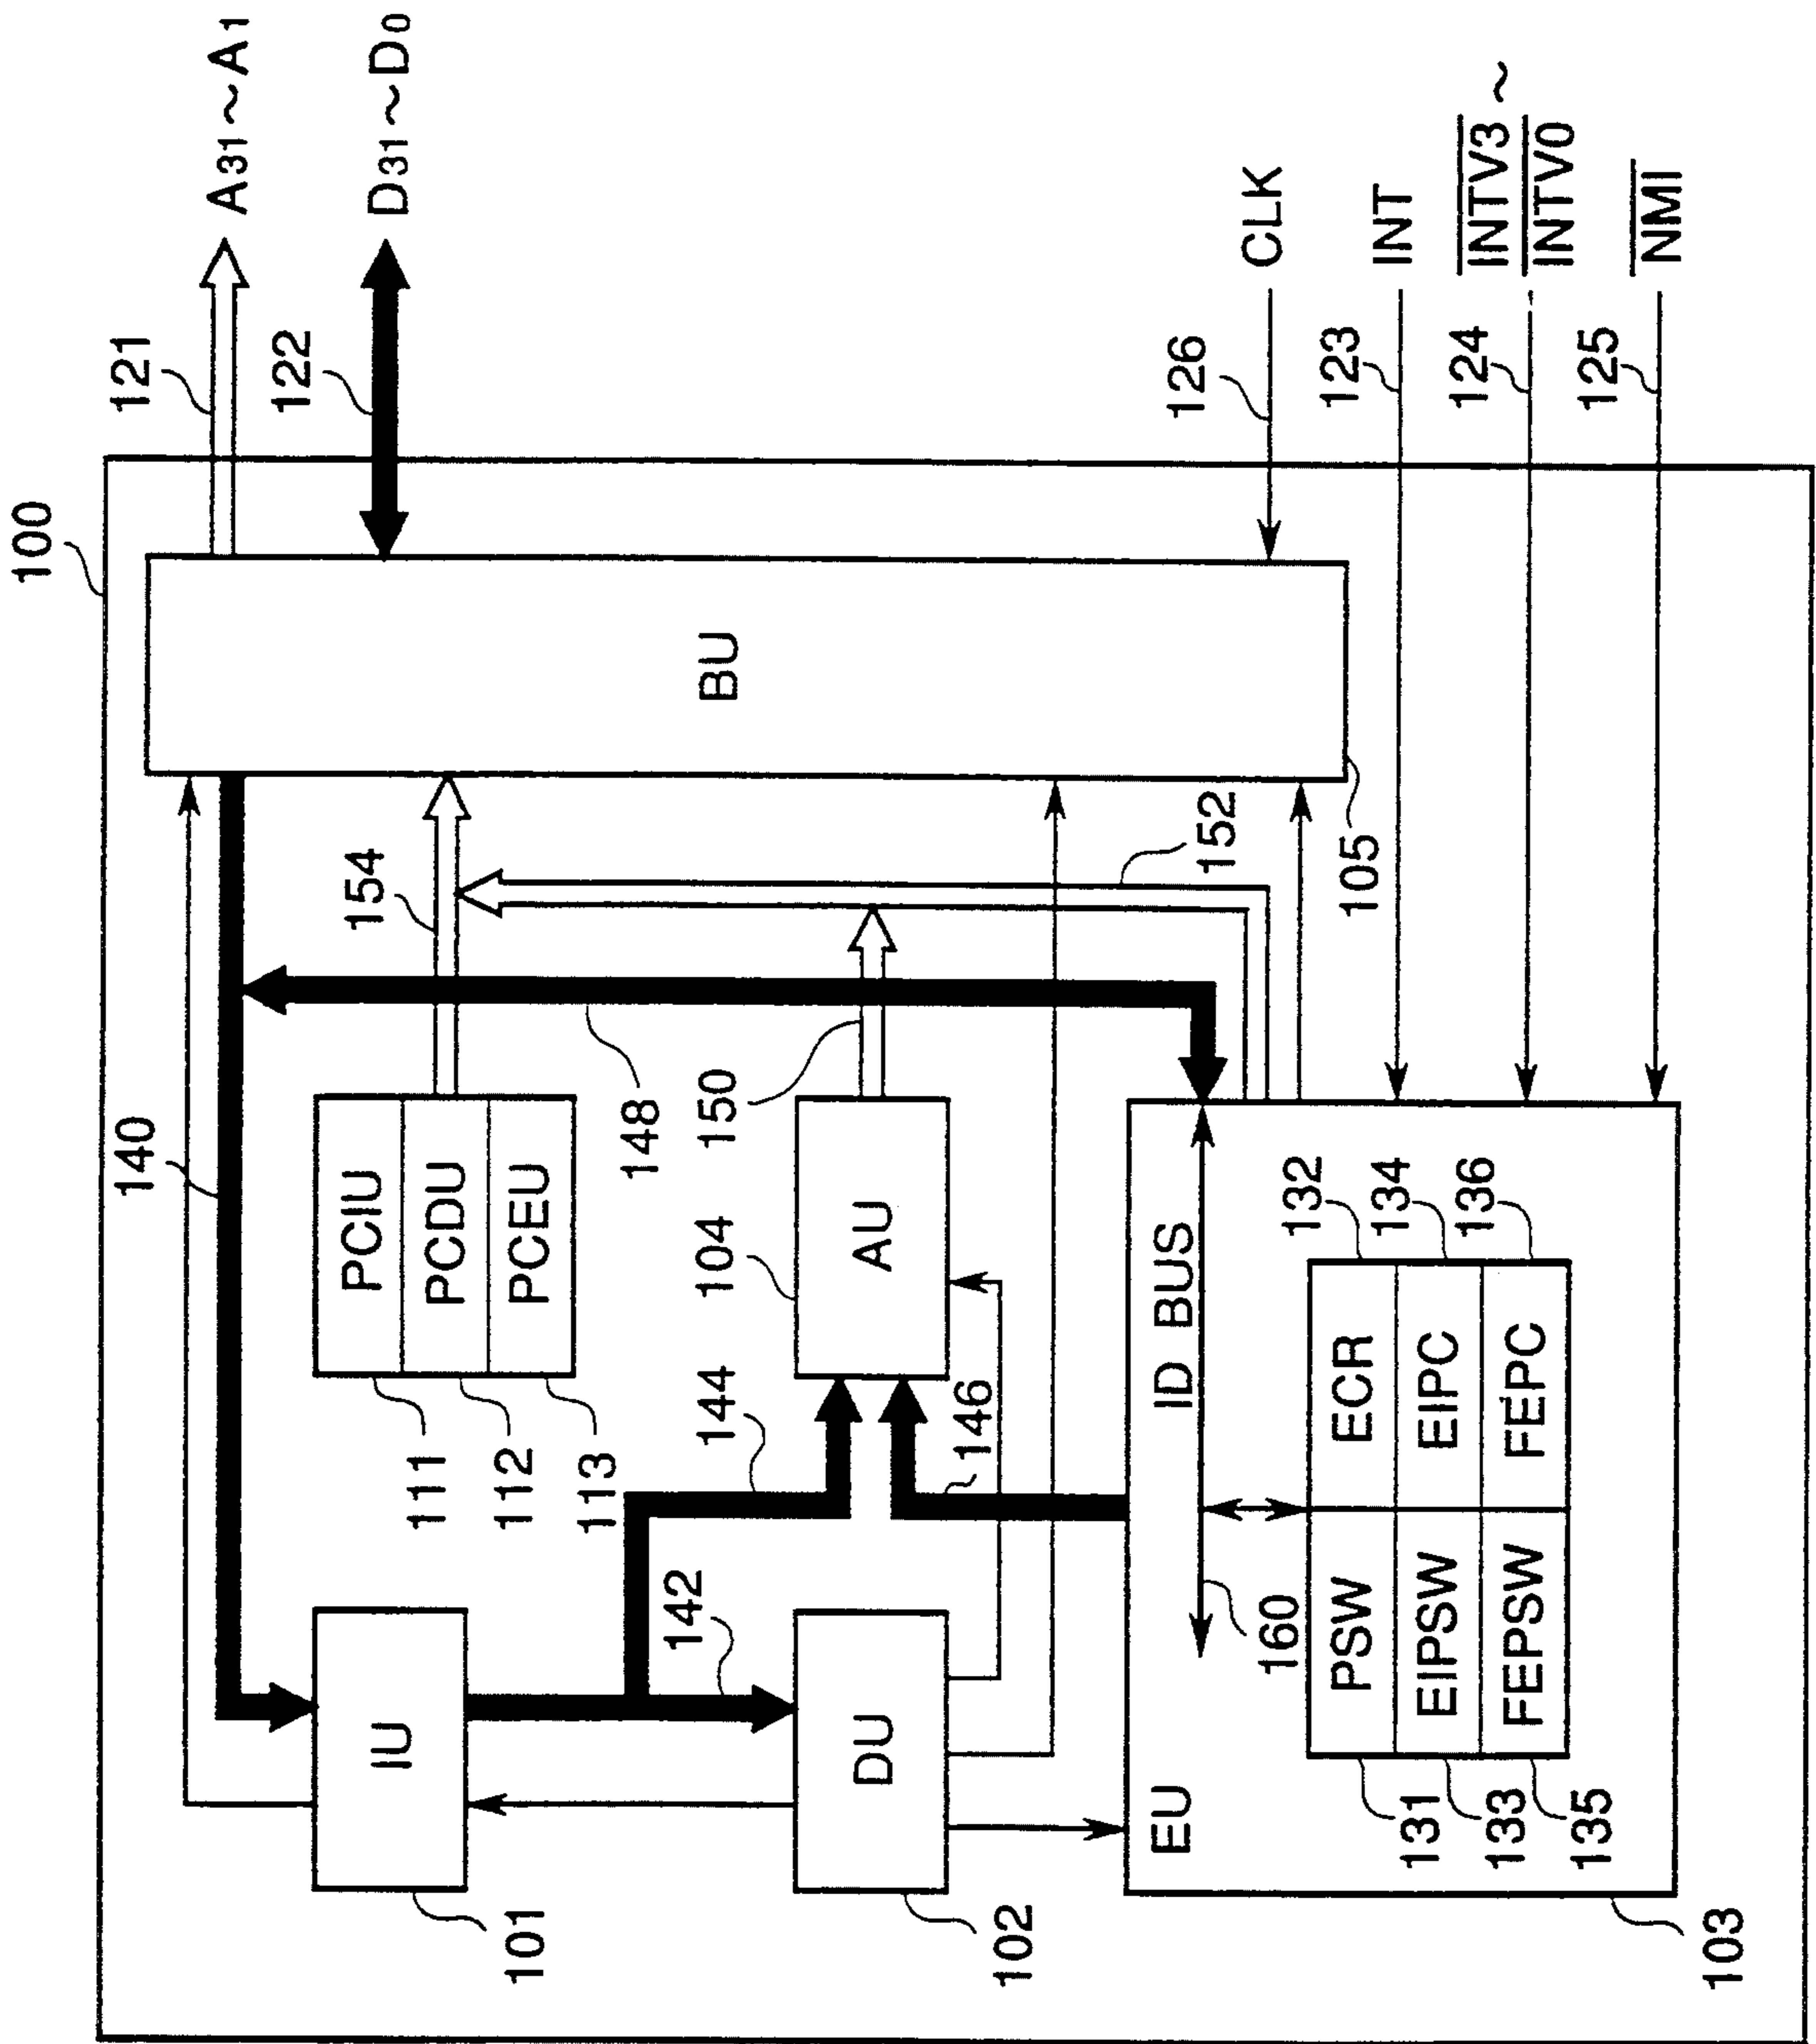 100
121
A31~A1
122
D31~D0
BU
105
126
CLK
123
INT
124
INTV3 ~
INTV0
125
NMI
140
154
152
148
150
PCIU
PCDU
PCEU
111
112
113
104
AU
144
146
142
IU
101
DU
102
EU
ID BUS
160
132
134
136
PSW
ECR
EIPSW
EIPC
FEPSW
FEPC
131
133
135
103